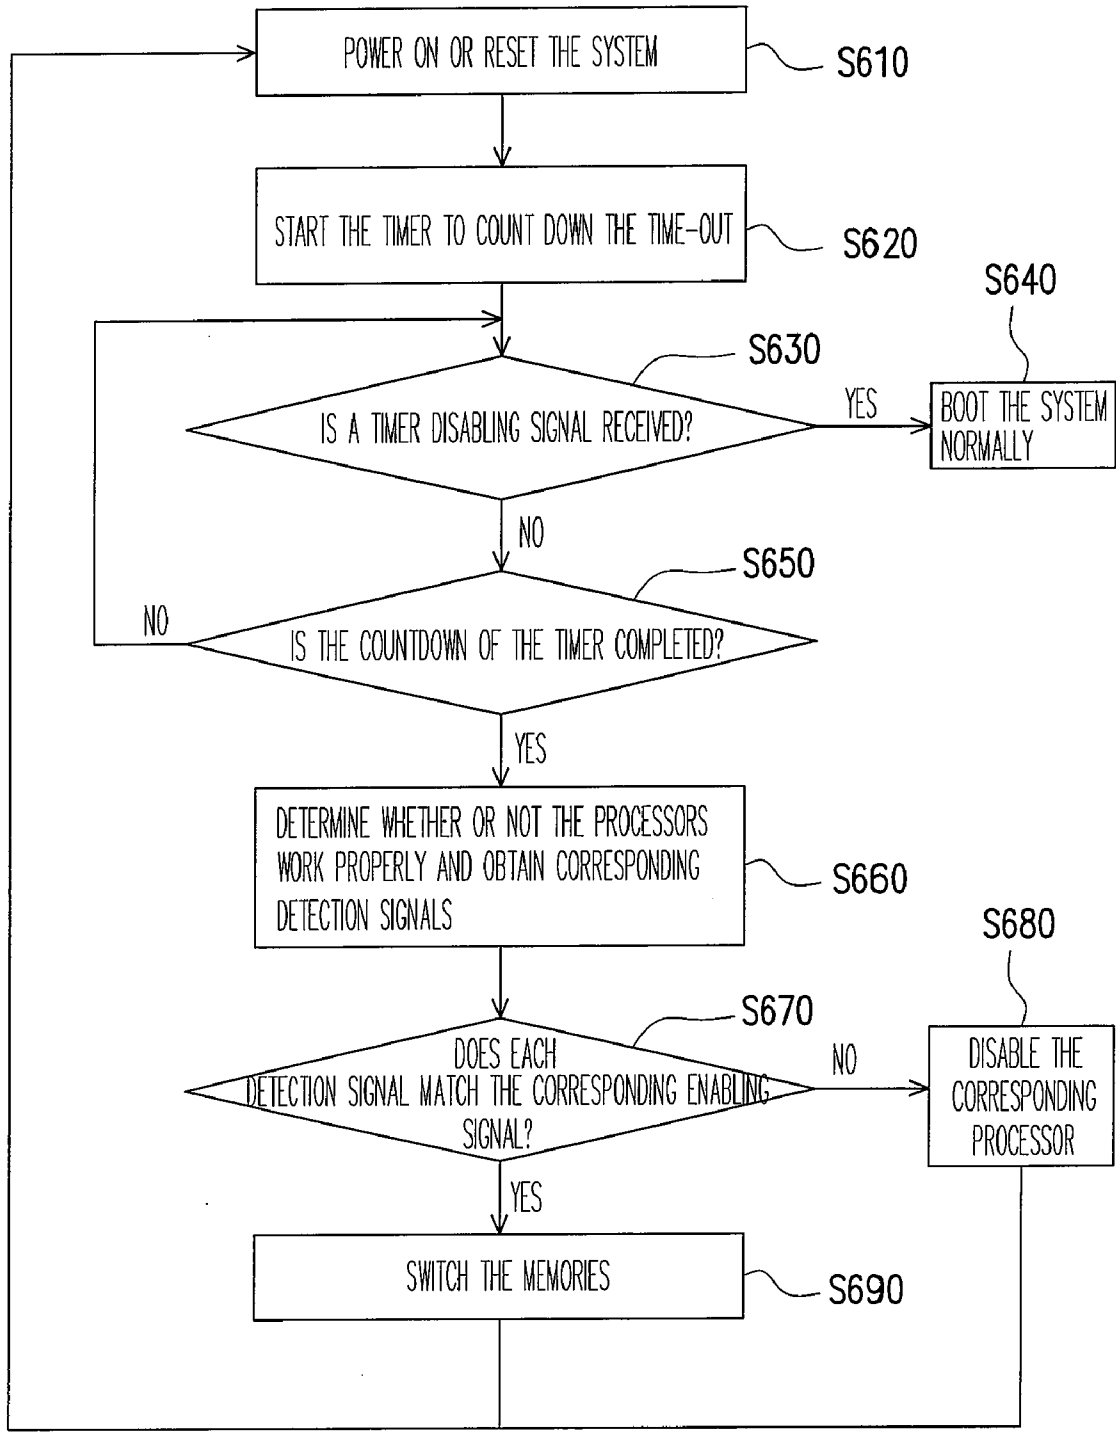 POWER ON OR RESET THE SYSTEM
S610
START THE TIMER TO COUNT DOWN THE TIME-OUT
S620
S640
S630
IS A TIMER DISABLING SIGNAL RECEIVED?
YES
BOOT THE SYSTEM
NORMALLY
NO
S650
NO
IS THE COUNTDOWN OF THE TIMER COMPLETED?
YES
DETERMINE WHETHER OR NOT THE PROCESSORS
WORK PROPERLY AND OBTAIN CORRESPONDING
DETECTION SIGNALS
S660
S680
S670
DOES EACH
DETECTION SIGNAL MATCH THE CORRESPONDING ENABLING
SIGNAL?
NO
DISABLE THE
CORRESPONDING
PROCESSOR
YES
SWITCH THE MEMORIES
S690